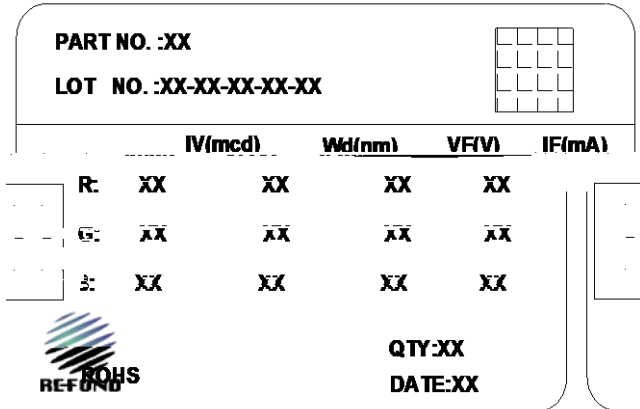 PART NO. :XX
LOT NO. :XX-XX-XX-XX-XX
IV(mcd) Wd(nm) VF(V) IF(mA)
R: XX XX XX XX
G: XX XX XX XX
B: XX XX XX XX
QTY:XX
REFOND
ROHS
DATE:XX